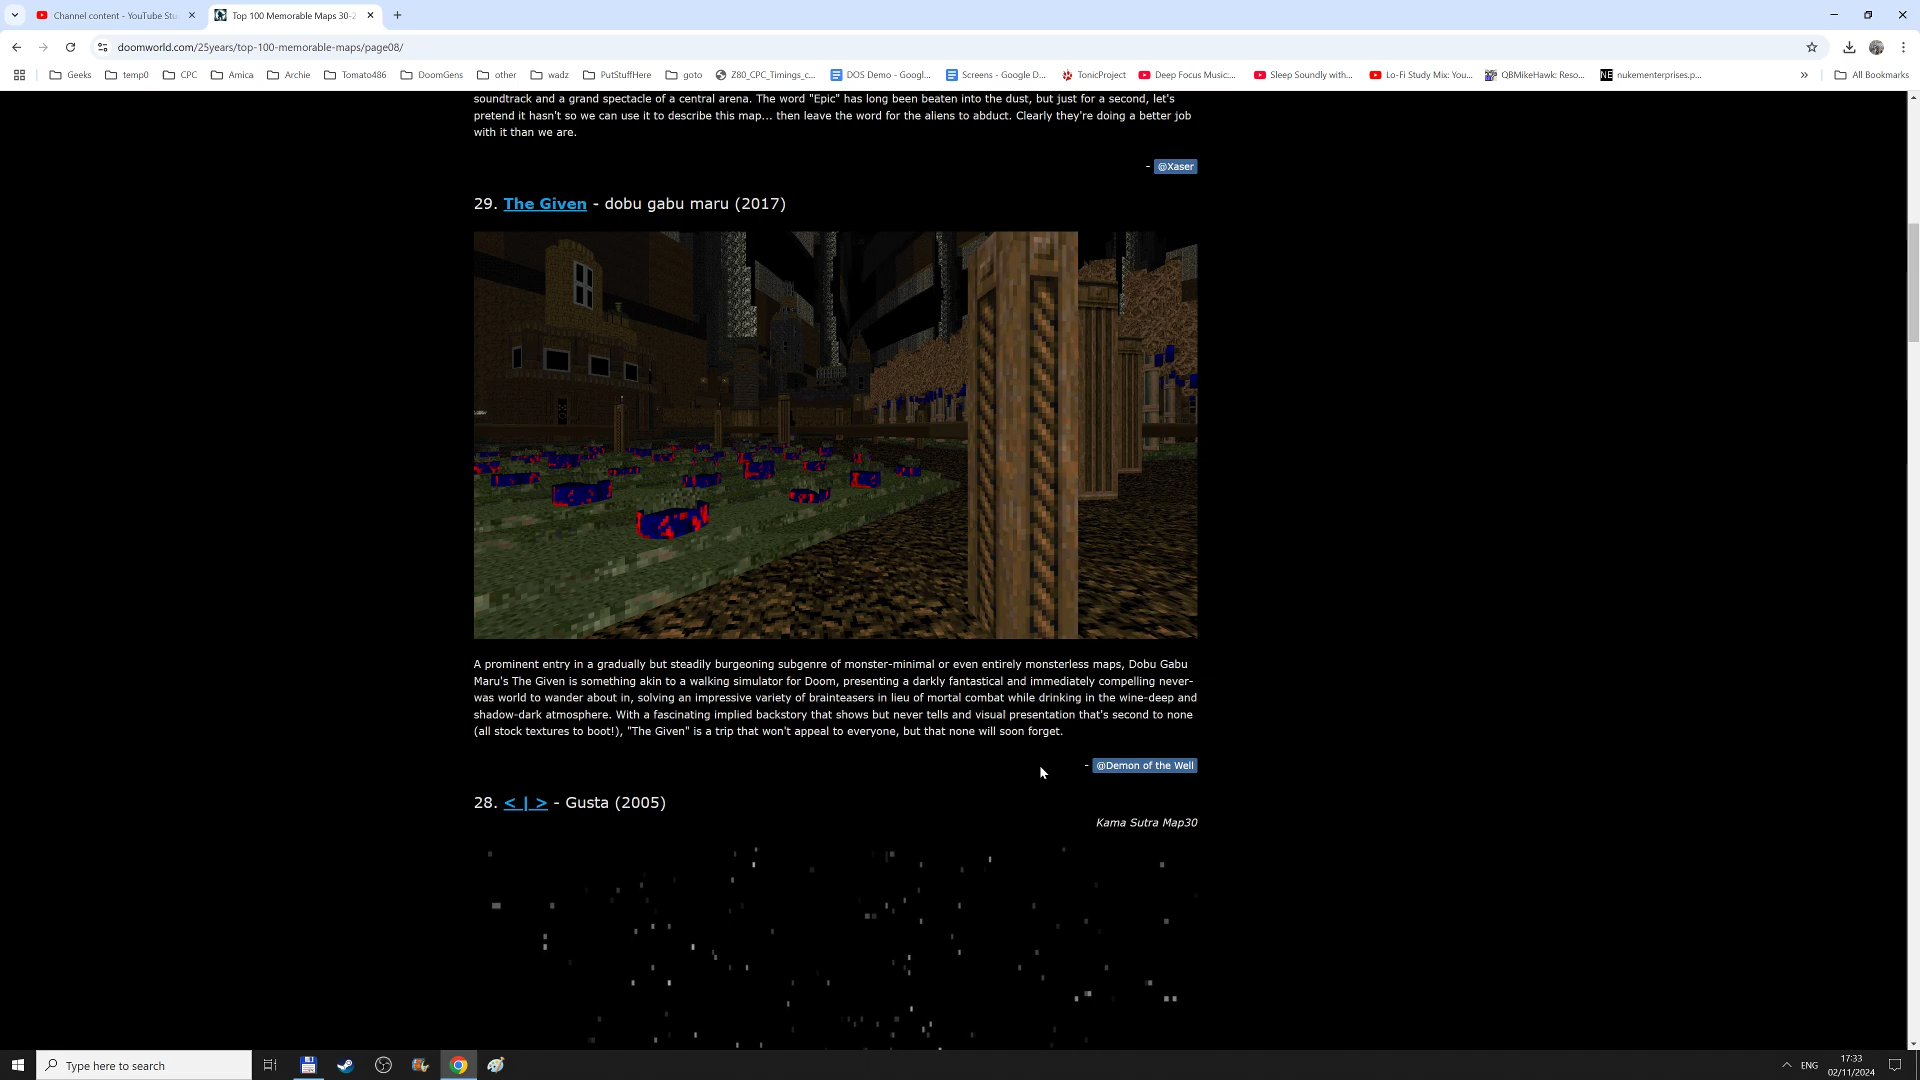 Channel content - YouTube Stu
Top 100 Memorable Maps 30-2
doomworld.com/25years/top-100-memorable-maps/page08/
Geeks
temp0
CPC
Amica
Archie
Tomato486
DoomGens
other
wadz
PutStuffHere
goto
Z80_CPC_Timings_c...
DOS Demo - Googl...
Screens - Google D...
TonicProject
Deep Focus Music:...
Sleep Soundly with...
Lo-Fi Study Mix: You...
QBMikeHawk: Reso...
NE
nukementerprises.p...
»
All Bookmarks
soundtrack and a grand spectacle of a central arena. The word "Epic" has long been beaten into the dust, but just for a second, let's
pretend it hasn't so we can use it to describe this map... then leave the word for the aliens to abduct. Clearly they're doing a better job
with it than we are.
- @Xaser
29. The Given - dobu gabu maru (2017)
A prominent entry in a gradually but steadily burgeoning subgenre of monster-minimal or even entirely monsterless maps, Dobu Gabu
Maru's The Given is something akin to a walking simulator for Doom, presenting a darkly fantastical and immediately compelling never-
was world to wander about in, solving an impressive variety of brainteasers in lieu of mortal combat while drinking in the wine-deep and
shadow-dark atmosphere. With a fascinating implied backstory that shows but never tells and visual presentation that's second to none
(all stock textures to boot!), "The Given" is a trip that won't appeal to everyone, but that none will soon forget.
- @Demon of the Well
28. < | > - Gusta (2005)
Kama Sutra Map30
Type here to search
ENG
17:33
02/11/2024